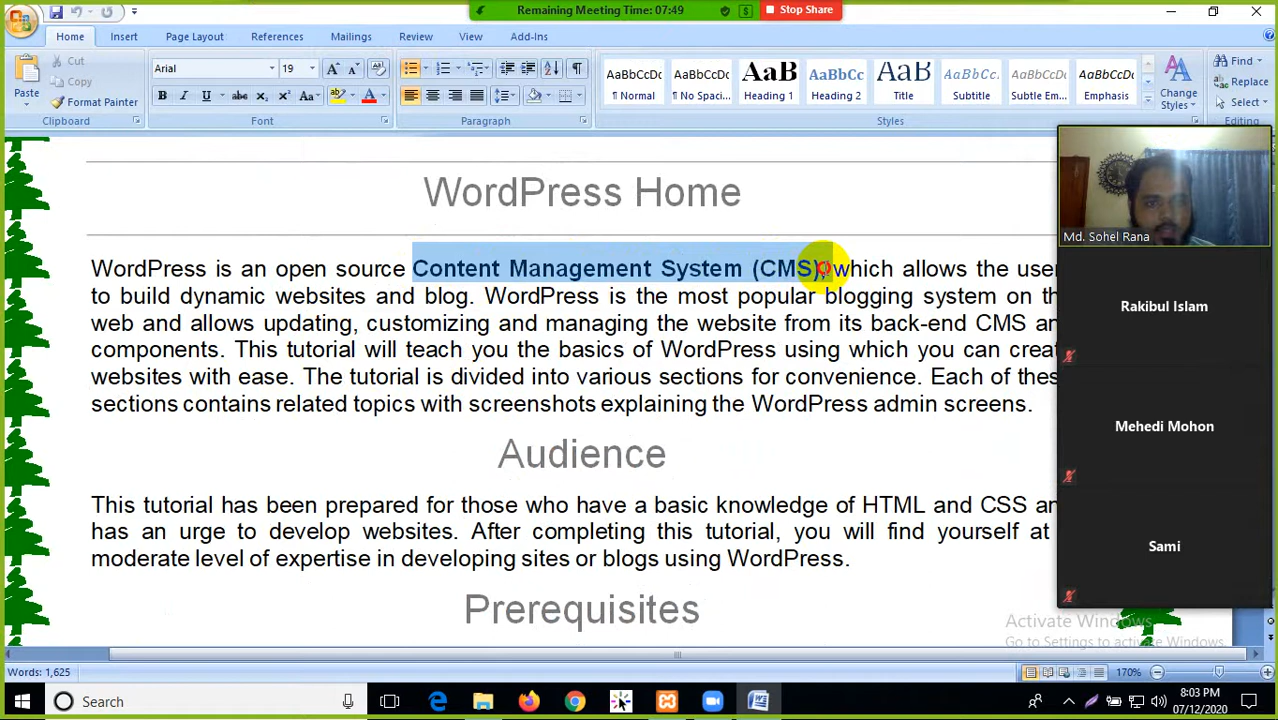 Remaining Meeting Time: 07:49
Stop Share
Home Insert Page Layout References Mailings Review View Add-Ins
Cut
Copy
Format Painter
Paste
Clipboard
Arial 19
Font
Paragraph
AaBbCcDc AaBbCcDc AaB AaBbCc AaB AaBbCcL AaBbCcDc AaBbCcDc
¶ Normal ¶ No Spaci... Heading 1 Heading 2 Title Subtitle Subtle Em... Emphasis
Change Styles
Styles
Find
Replace
Select
Editing
WordPress Home
WordPress is an open source Content Management System (CMS), which allows the user
to build dynamic websites and blog. WordPress is the most popular blogging system on th
web and allows updating, customizing and managing the website from its back-end CMS an
components. This tutorial will teach you the basics of WordPress using which you can creat
websites with ease. The tutorial is divided into various sections for convenience. Each of thes
sections contains related topics with screenshots explaining the WordPress admin screens.
Audience
This tutorial has been prepared for those who have a basic knowledge of HTML and CSS an
has an urge to develop websites. After completing this tutorial, you will find yourself at
moderate level of expertise in developing sites or blogs using WordPress.
Prerequisites
Md. Sohel Rana
Rakibul Islam
Mehedi Mohon
Sami
Activate Windows
Go to Settings to activate Windows.
Words: 1,625
170%
Search
8:03 PM
07/12/2020